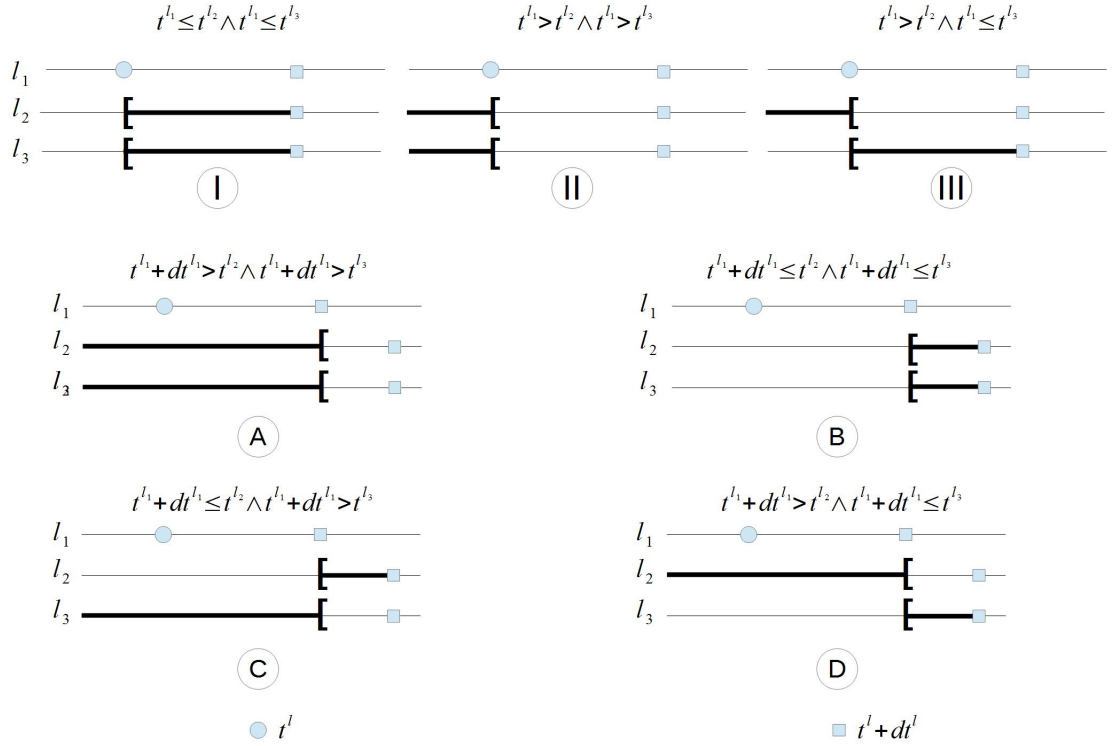 t^{l_1} ≤ t^{l_2} ∧ t^{l_1} ≤ t^{l_3}
t^{l_1} > t^{l_2} ∧ t^{l_1} > t^{l_3}
t^{l_1} > t^{l_2} ∧ t^{l_1} ≤ t^{l_3}
l_1
l_2
l_3
I
II
III
t^{l_1} + dt^{l_1} > t^{l_2} ∧ t^{l_1} + dt^{l_1} > t^{l_3}
l_1
l_2
A
t^{l_1} + dt^{l_1} ≤ t^{l_2} ∧ t^{l_1} + dt^{l_1} ≤ t^{l_3}
l_1
l_2
l_3
B
t^{l_1} + dt^{l_1} ≤ t^{l_2} ∧ t^{l_1} + dt^{l_1} > t^{l_3}
l_1
l_2
l_3
C
t^{l_1} + dt^{l_1} > t^{l_2} ∧ t^{l_1} + dt^{l_1} ≤ t^{l_3}
l_1
l_2
l_3
D
t^l
t^l + dt^l